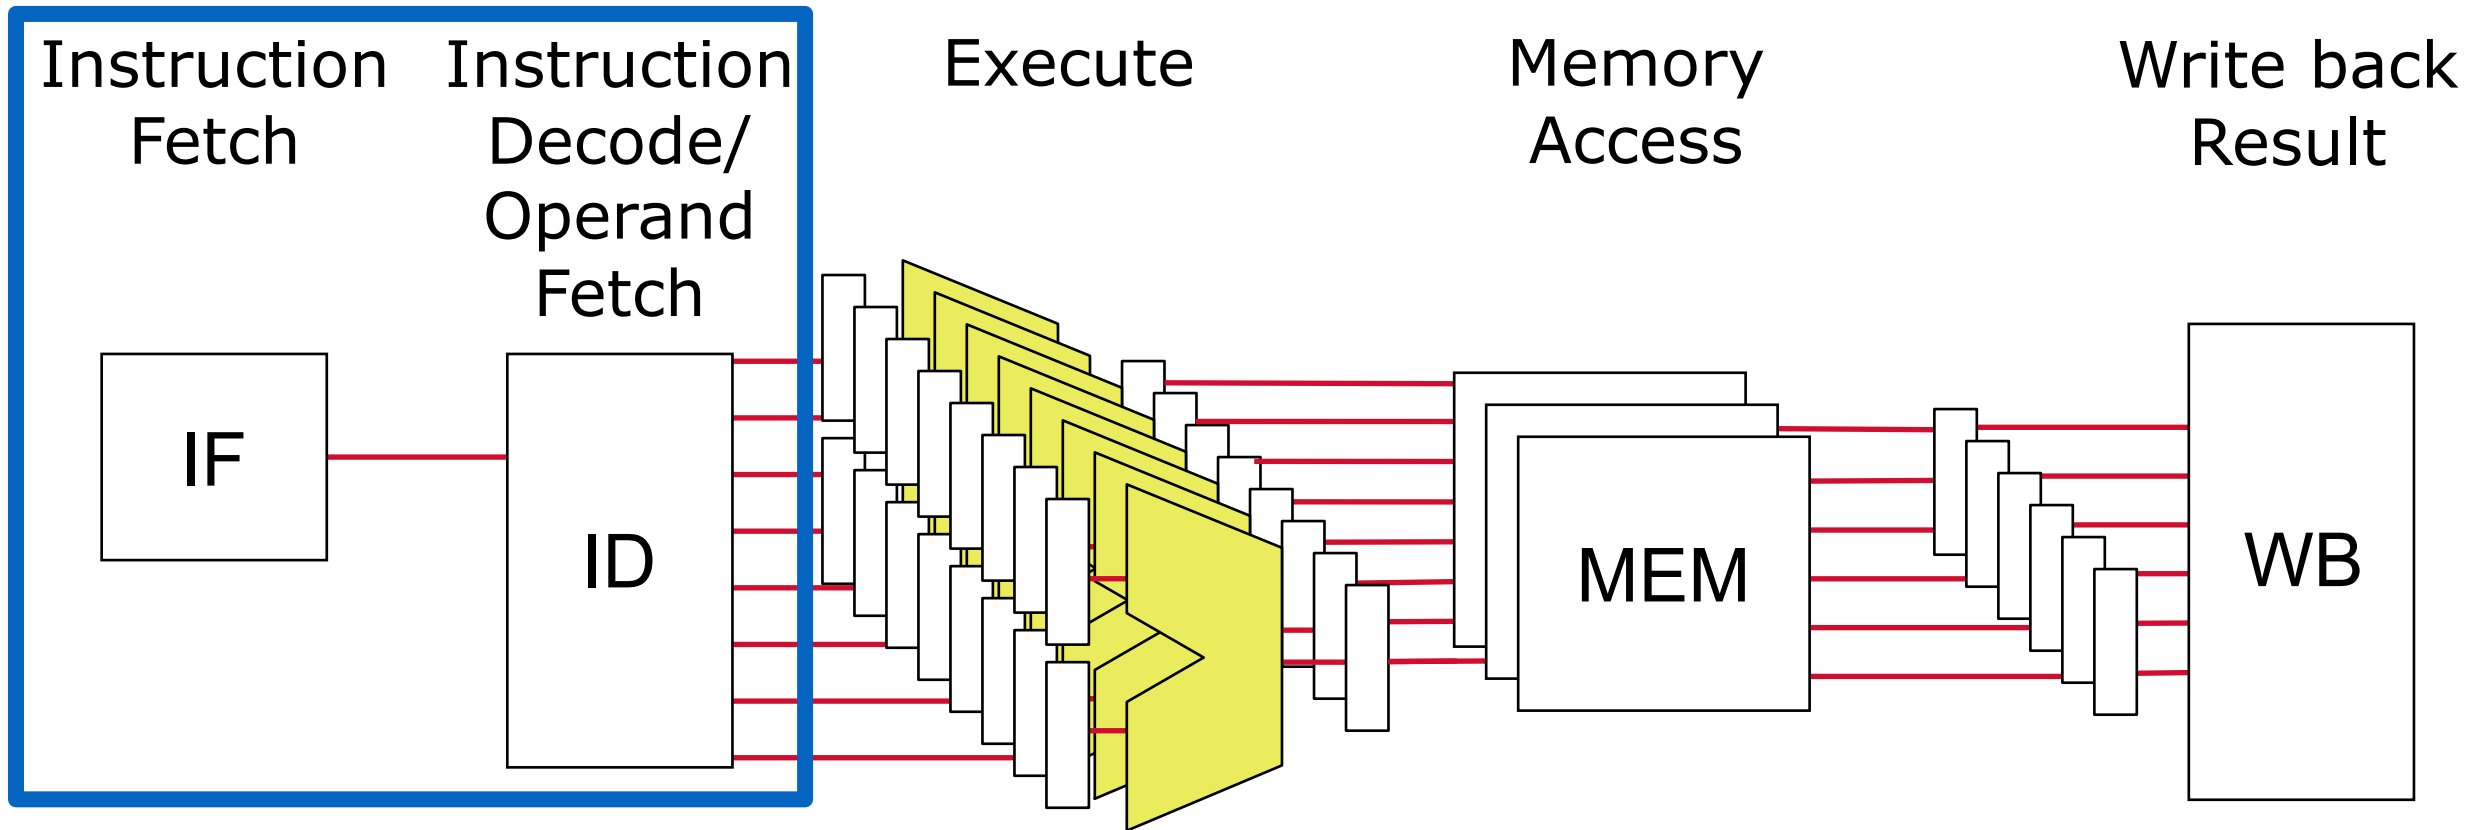 Instruction
Fetch
Instruction
Decode/
Operand
Fetch
Execute
Memory
Access
Write back
Result
IF
ID
MEM
WB